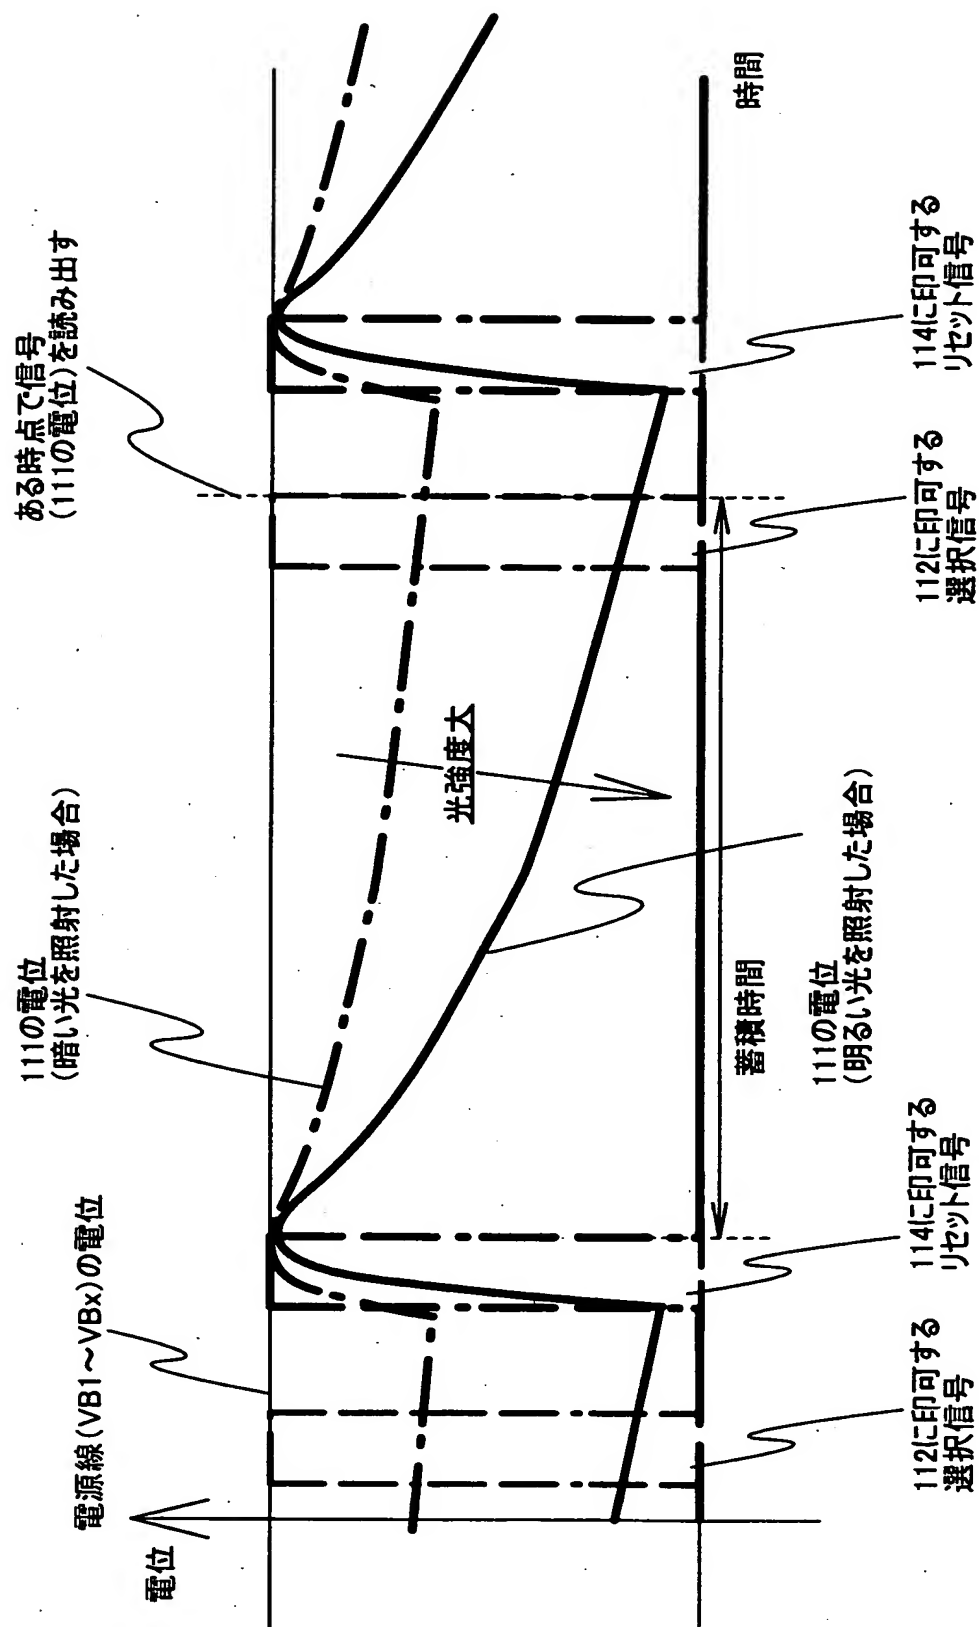 電位
電源線(VB1～VBx)の電位
111の電位
(暗い光を照射した場合)
ある時点で信号
(111の電位)を読み出す
光強度大
時間
蓄積時間
112に印可する
選択信号
114に印可する
リセット信号
111の電位
(明るい光を照射した場合)
112に印可する
選択信号
114に印可する
リセット信号